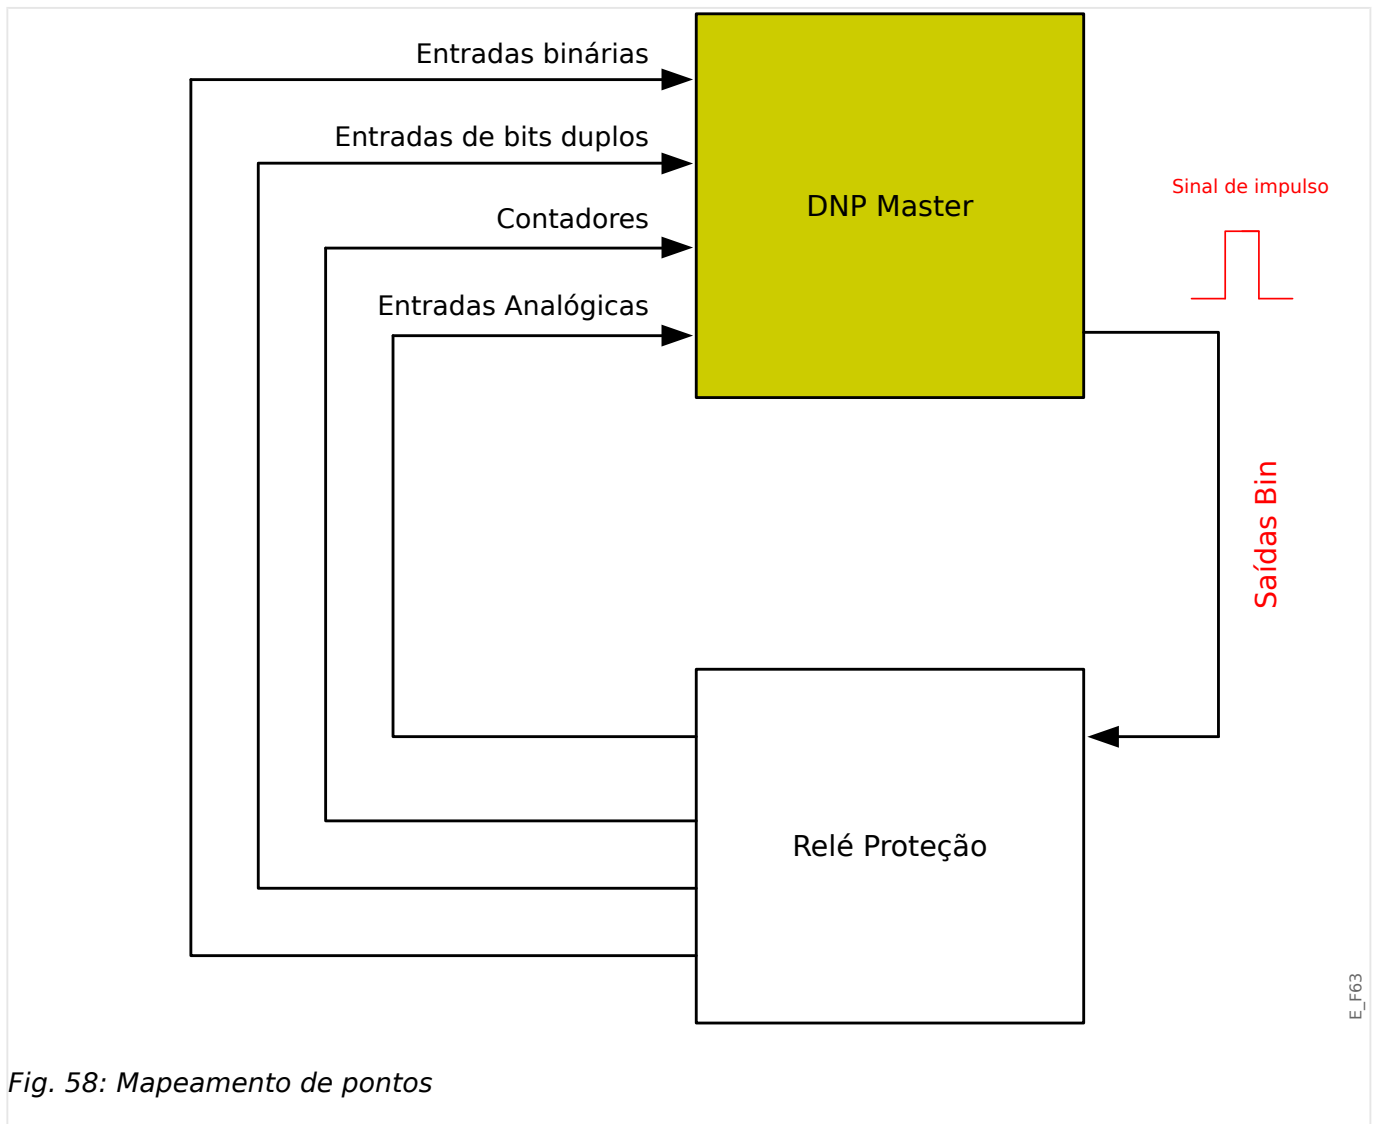 Entradas binárias
Entradas de bits duplos
Contadores
Entradas Analógicas
DNP Master
Sinal de impulso
Saídas Bin
Relé Proteção
E_F63
Fig. 58: Mapeamento de pontos